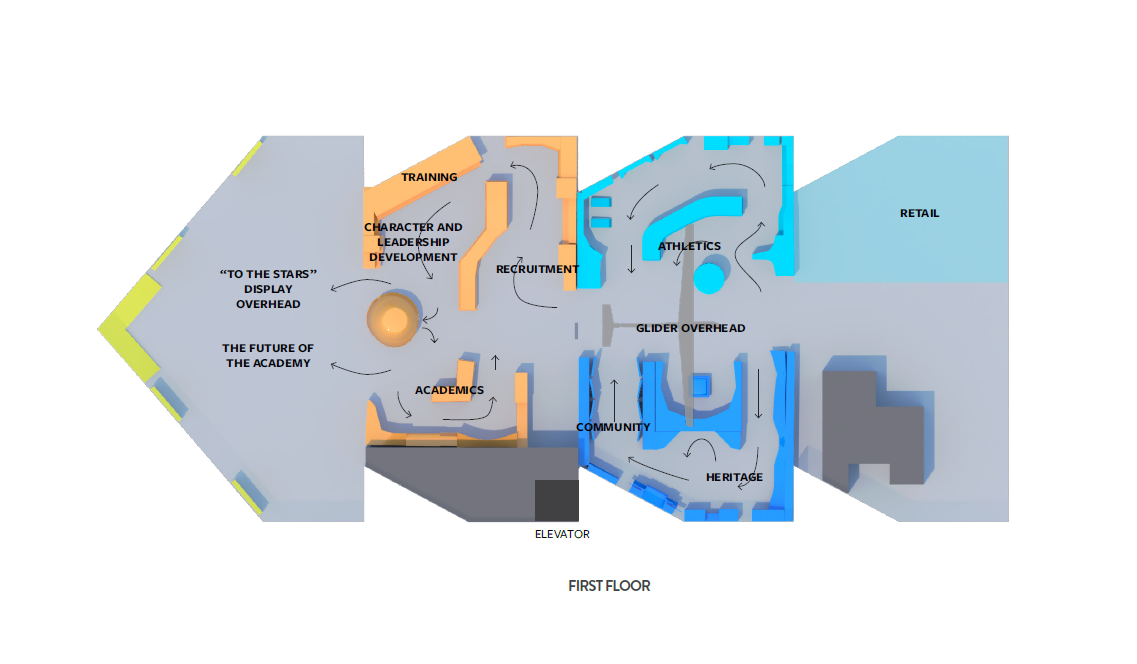 TRAINING
CHARACTER AND
LEADERSHIP
DEVELOPMENT
RECRUITMENT
“TO THE STARS”
DISPLAY
OVERHEAD
THE FUTURE OF
THE ACADEMY
ACADEMICS
ATHLETICS
GLIDER OVERHEAD
COMMUNITY
HERITAGE
RETAIL
ELEVATOR
FIRST FLOOR